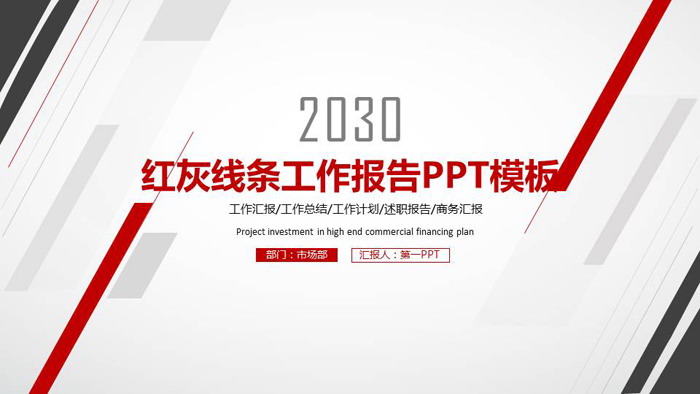 2030
红灰线条工作报告PPT模板
工作汇报/工作总结/工作计划/述职报告/商务汇报
Project investment in high end commercial financing plan
部门：市场部 汇报人：第一PPT